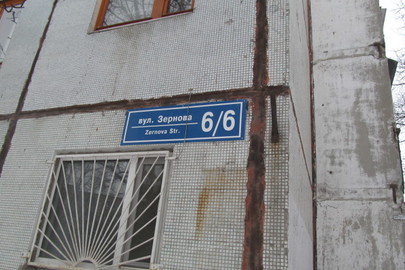 вул. Зернова
Zernova Str.
6/6